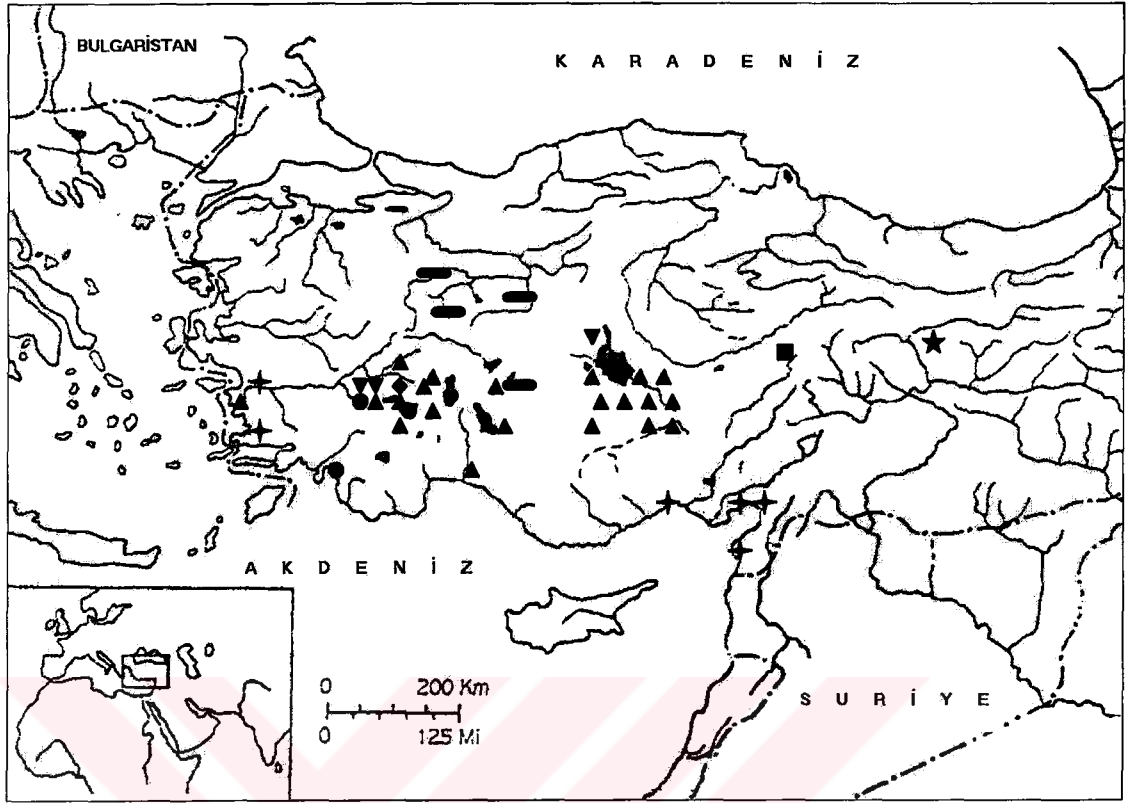 BULGARİSTAN
K A R A D E N İ Z
A K D E N İ Z
S U R İ Y E
0 200 Km
0 125 Mi